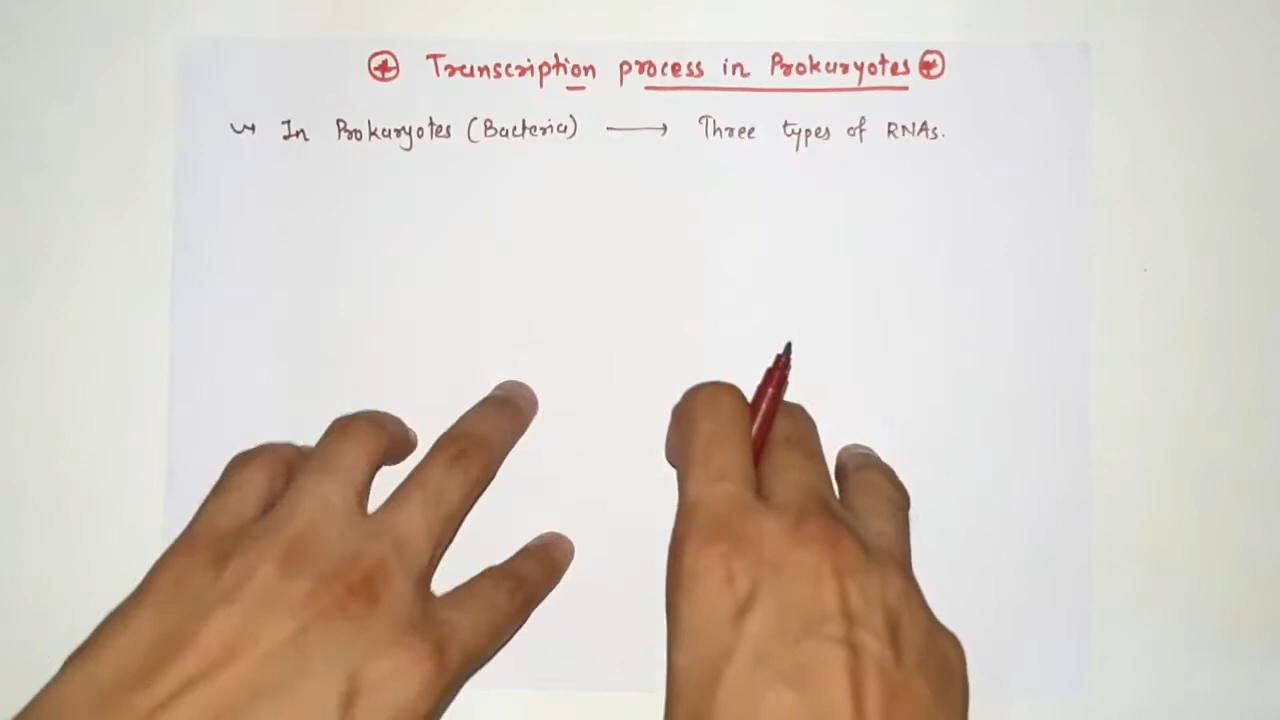 Transcription process in Prokaryotes
In Prokaryotes (Bacteria) → Three types of RNAs.